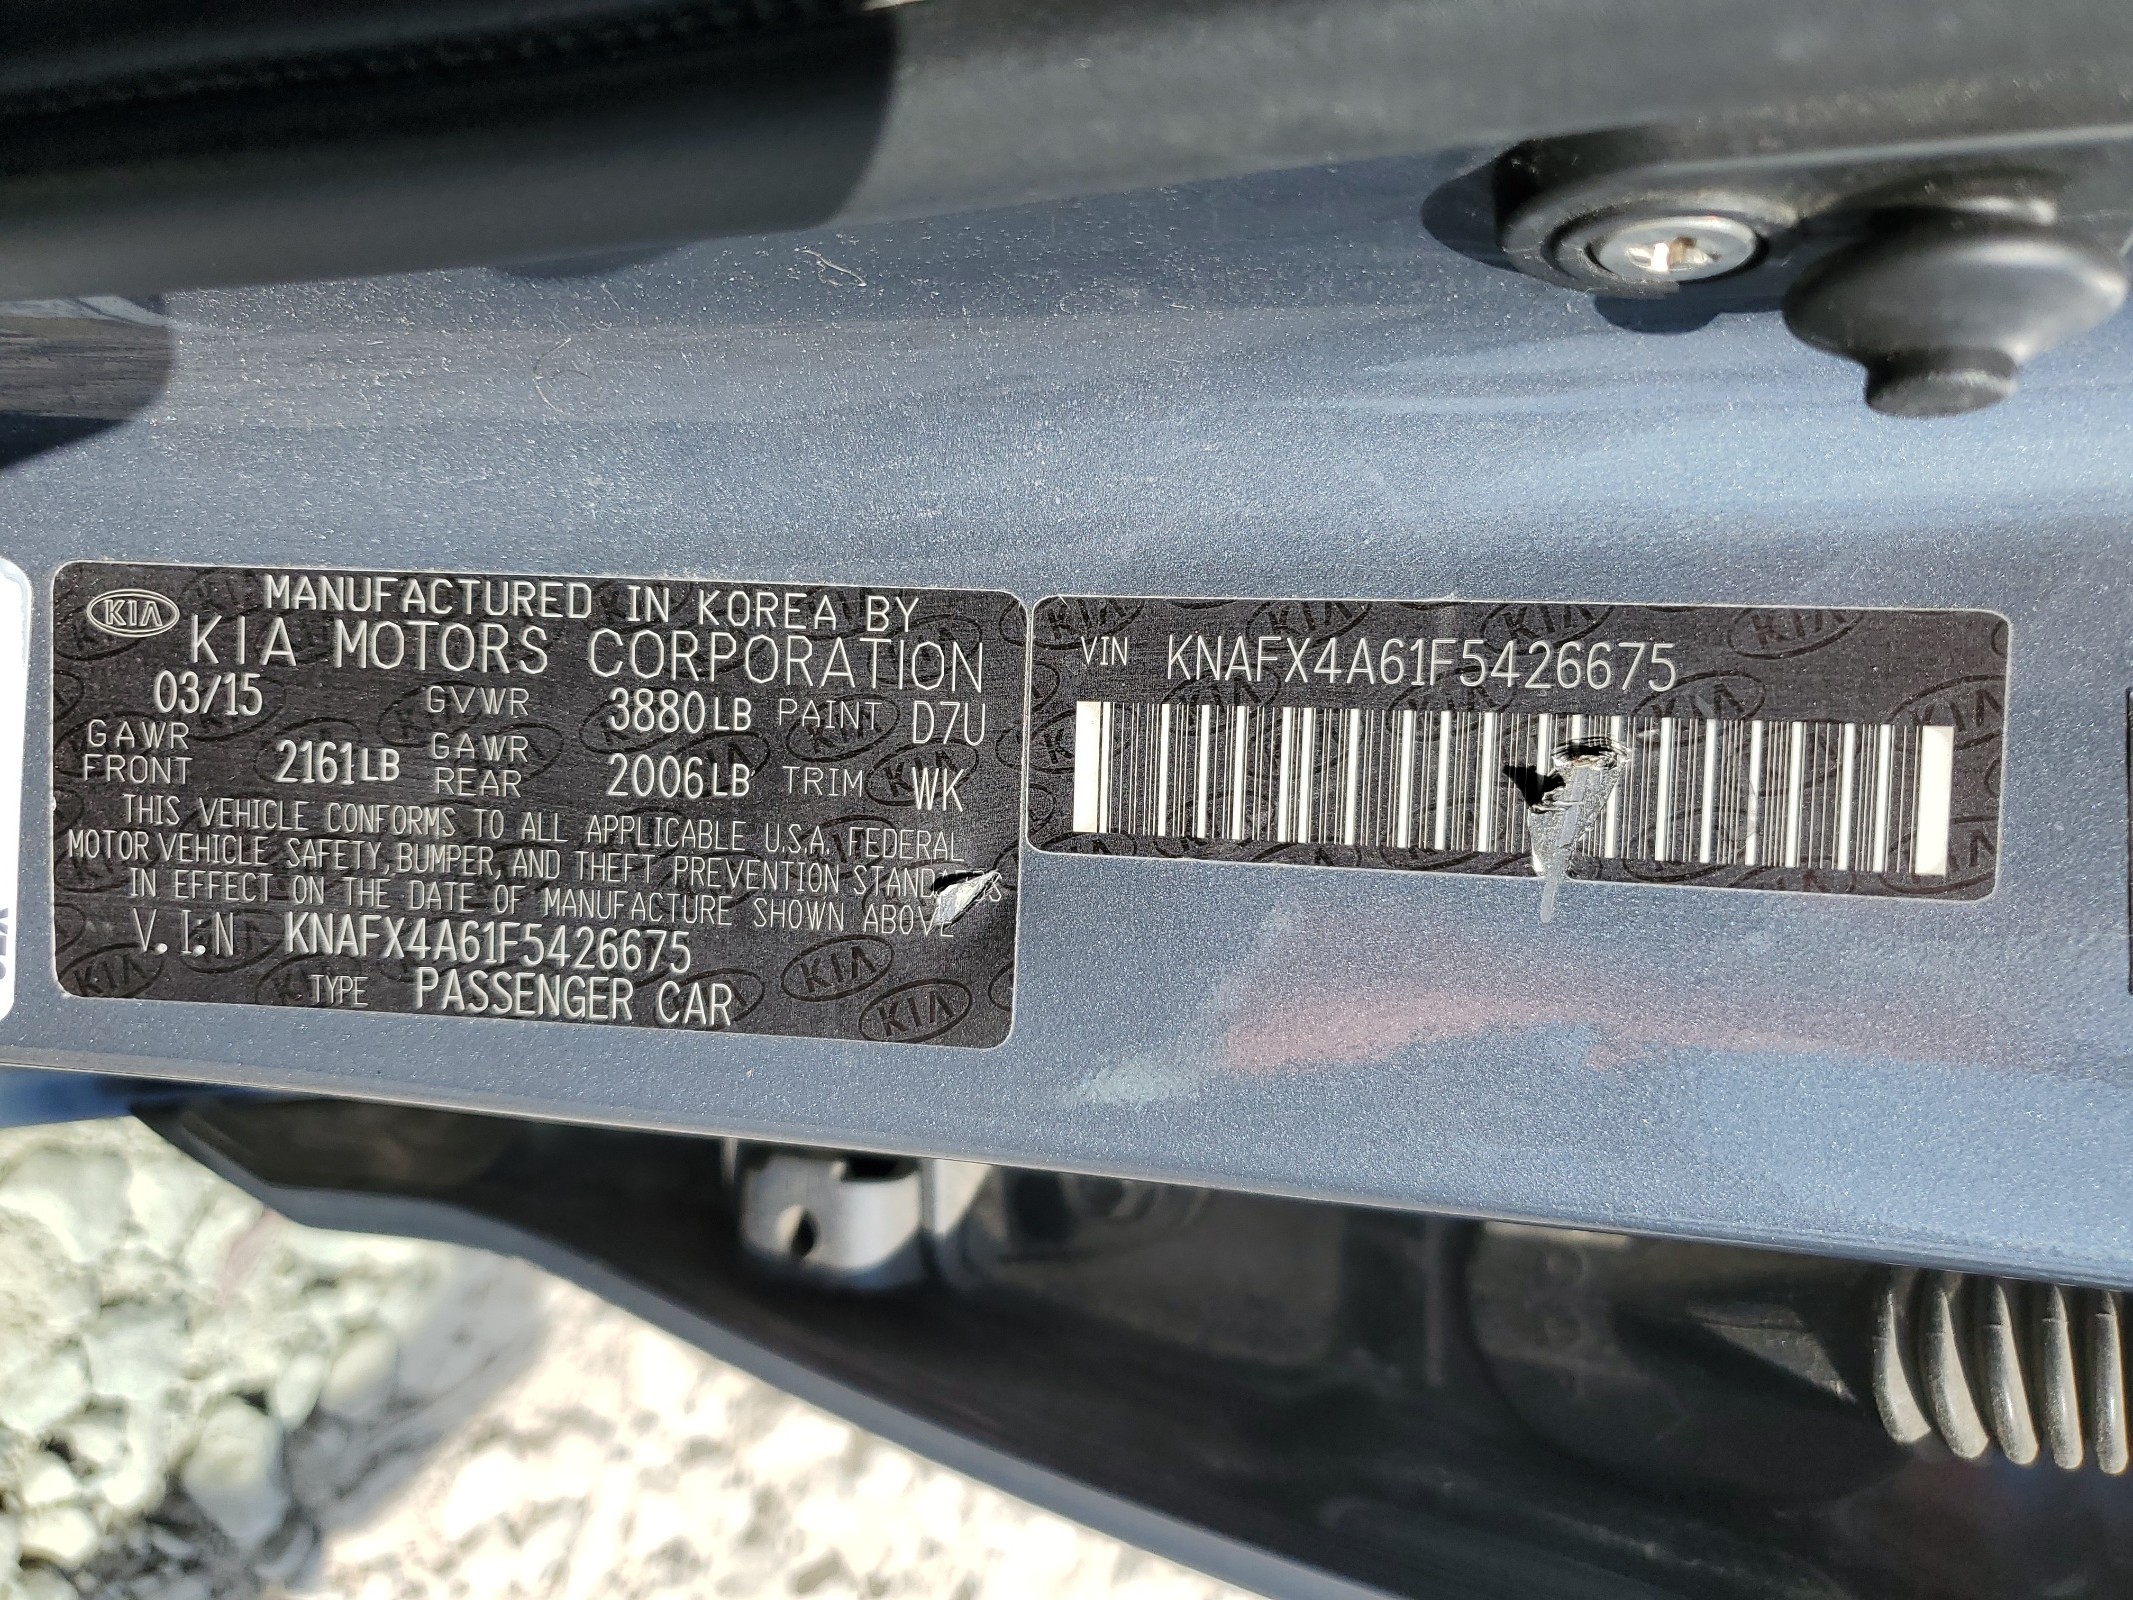 KIA
MANUFACTURED IN KOREA BY
KIA MOTORS CORPORATION
03/15 GVWR 3880LB PAINT D7U
GAWR FRONT 2161LB GAWR REAR 2006LB TRIM WK
THIS VEHICLE CONFORMS TO ALL APPLICABLE U.S.A. FEDERAL
MOTOR VEHICLE SAFETY, BUMPER, AND THEFT PREVENTION
IN EFFECT ON THE DATE OF MANUFACTURE SHOWN ABOVE
V.I.N KNAFX4A61F5426675
TYPE PASSENGER CAR
VIN KNAFX4A61F5426675